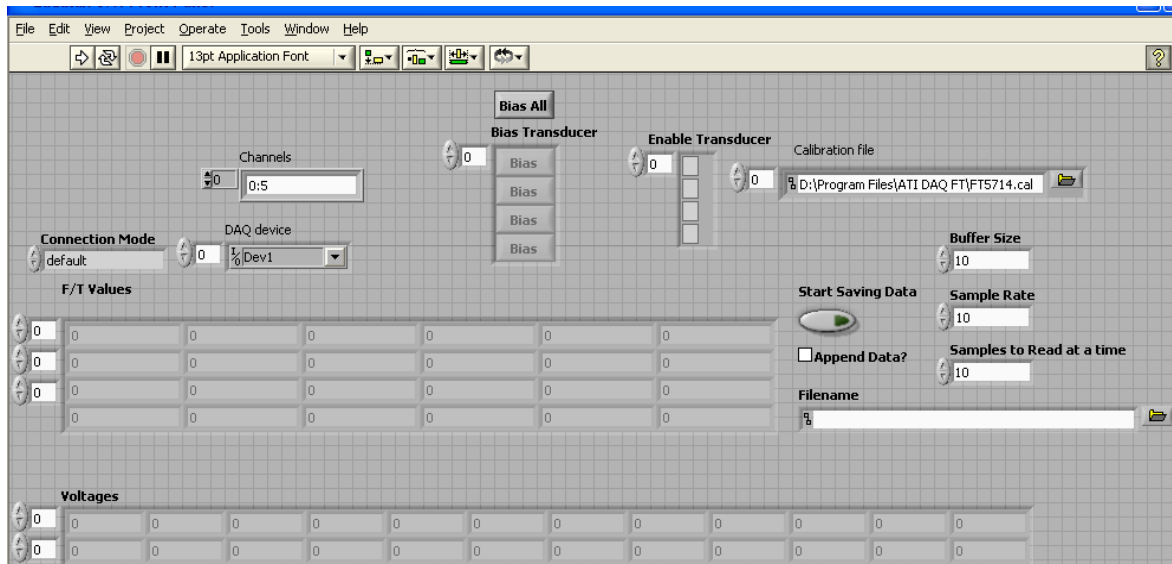 File Edit View Project Operate Tools Window Help
13pt Application Font
Bias All
Bias Transducer
Enable Transducer
Calibration file
Channels
0
Bias
0
0
D:\Program Files\ATI DAQ FT\FT5714.cal
0
0:5
Bias
Bias
Bias
Connection Mode
default
DAQ device
0
Dev1
Buffer Size
10
F/T Values
Start Saving Data
Sample Rate
10
0
0 0 0 0 0 0
0
0 0 0 0 0 0
Append Data?
Samples to Read at a time
10
0
0 0 0 0 0 0
0 0 0 0 0 0
Filename
Voltages
0
0 0 0 0 0 0 0 0 0 0 0 0
0
0 0 0 0 0 0 0 0 0 0 0 0